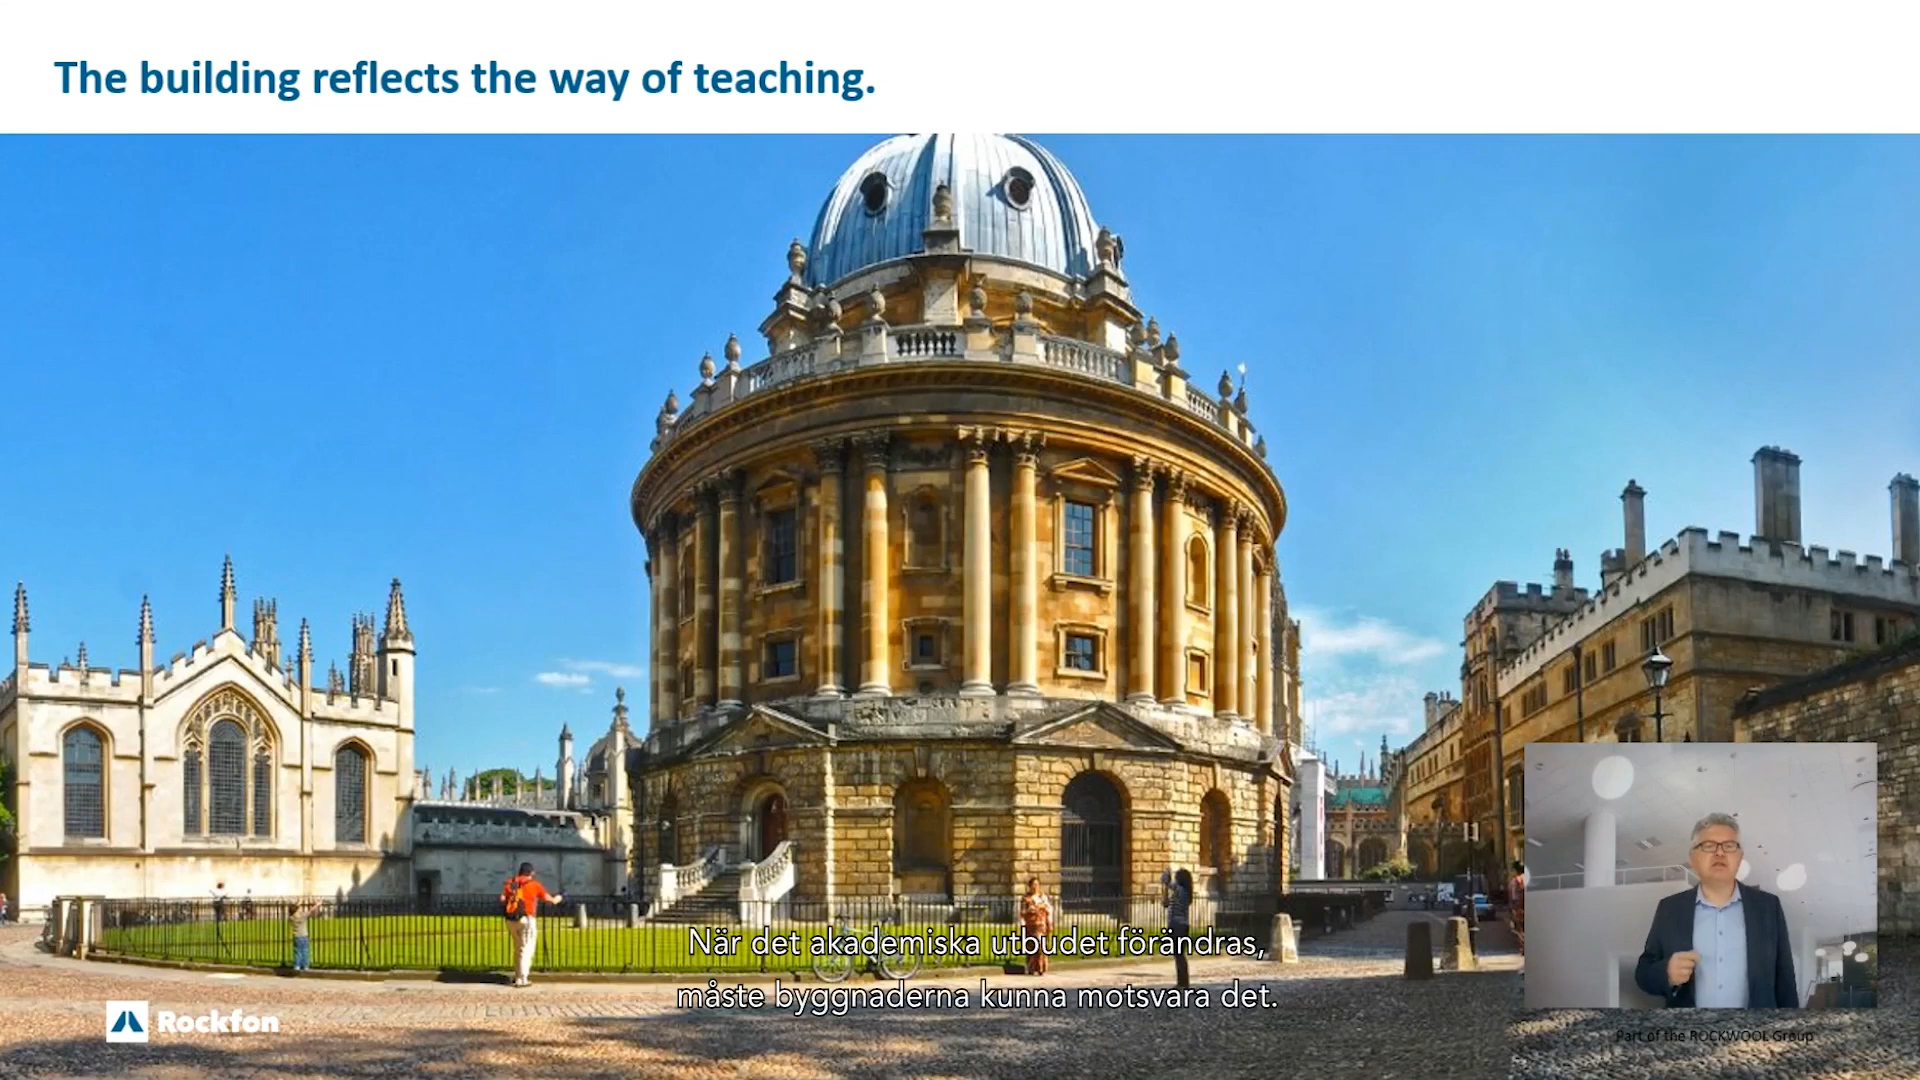 The building reflects the way of teaching.
När det akademiska utbudet förändras,
måste byggnaderna kunna motsvara det.
Rockfon
Part of the ROCKWOOL Group